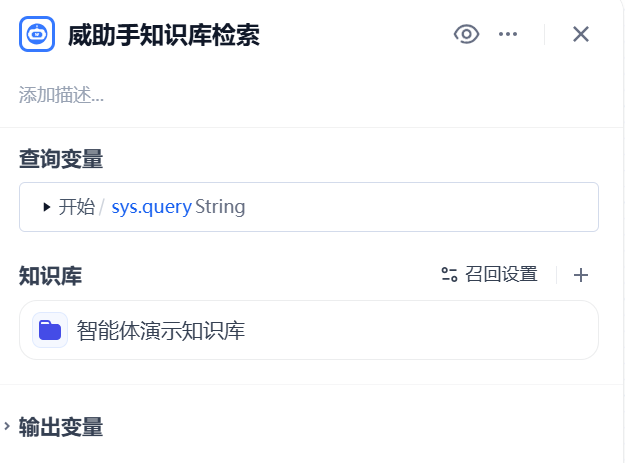 威助手知识库检索
添加描述...
查询变量
开始 / sys.query String
知识库 召回设置
智能体演示知识库
输出变量